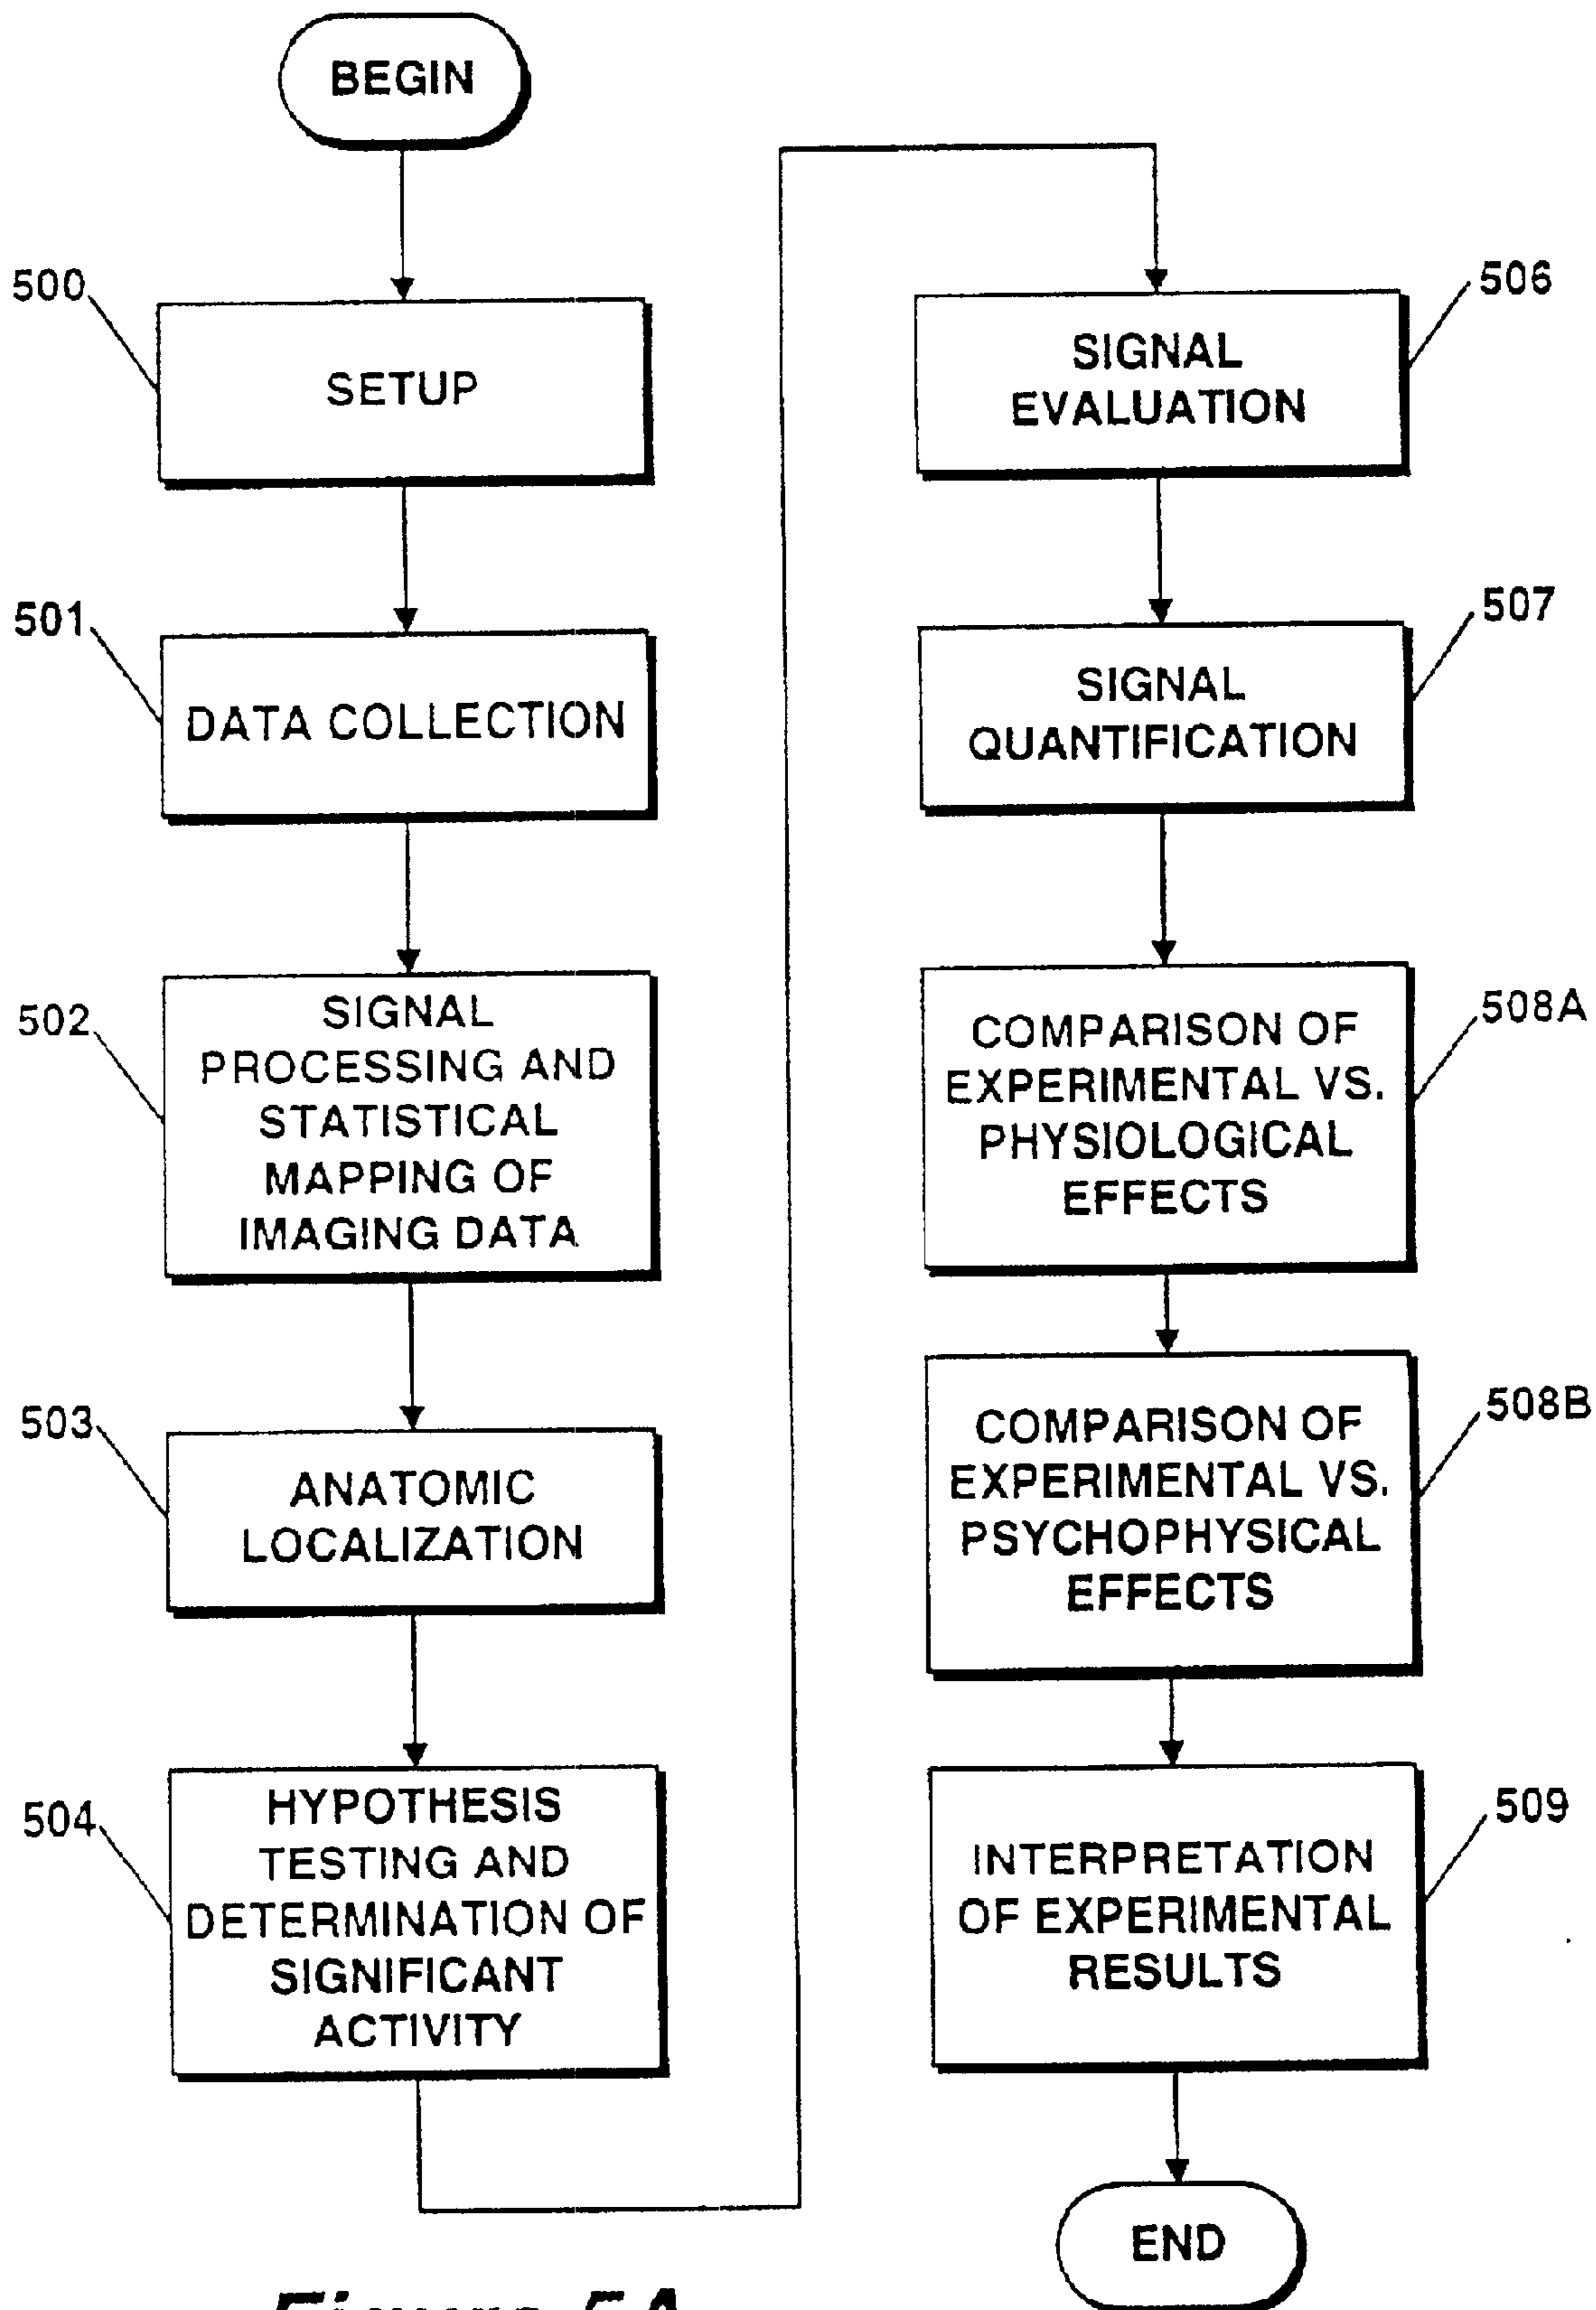 BEGIN
500
SETUP
501
DATA COLLECTION
502
SIGNAL
PROCESSING AND
STATISTICAL
MAPPING OF
IMAGING DATA
503
ANATOMIC
LOCALIZATION
504
HYPOTHESIS
TESTING AND
DETERMINATION OF
SIGNIFICANT
ACTIVITY
506
SIGNAL
EVALUATION
507
SIGNAL
QUANTIFICATION
508A
COMPARISON OF
EXPERIMENTAL VS.
PHYSIOLOGICAL
EFFECTS
508B
COMPARISON OF
EXPERIMENTAL VS.
PSYCHOPHYSICAL
EFFECTS
509
INTERPRETATION
OF EXPERIMENTAL
RESULTS
END
Figure 5A